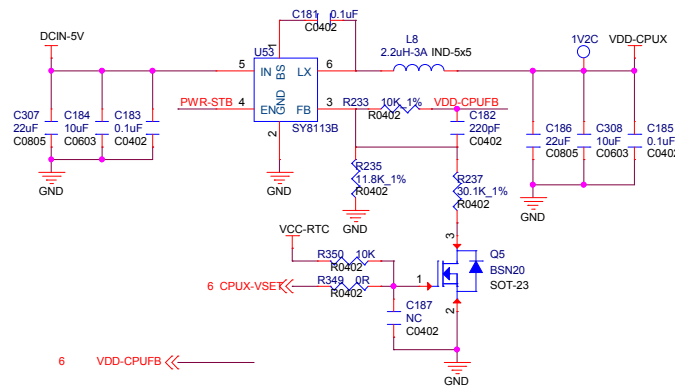 C181 0.1uF
C0402
DCIN-5V
U53
L8
2.2uH-3A IND-5x5
1V2C
VDD-CPUX
5
IN
BS
1
LX
6
PWR-STB
4
EN
GND
FB
3
2
SY8113B
R233 10K_1%
R0402
VDD-CPUFB
C182
220pF
C0402
C307
22uF
C0805
C184
10uF
C0603
C183
0.1uF
C0402
C186
22uF
C0805
C308
10uF
C0603
C185
0.1uF
C0402
GND
GND
R235
11.8K_1%
R0402
R237
30.1K_1%
R0402
GND
GND
VCC-RTC
R350 10K
R0402
6 CPUX-VSET
R349 0R
R0402
3
1
2
Q5
BSN20
SOT-23
C187
NC
C0402
GND
6 VDD-CPUFB